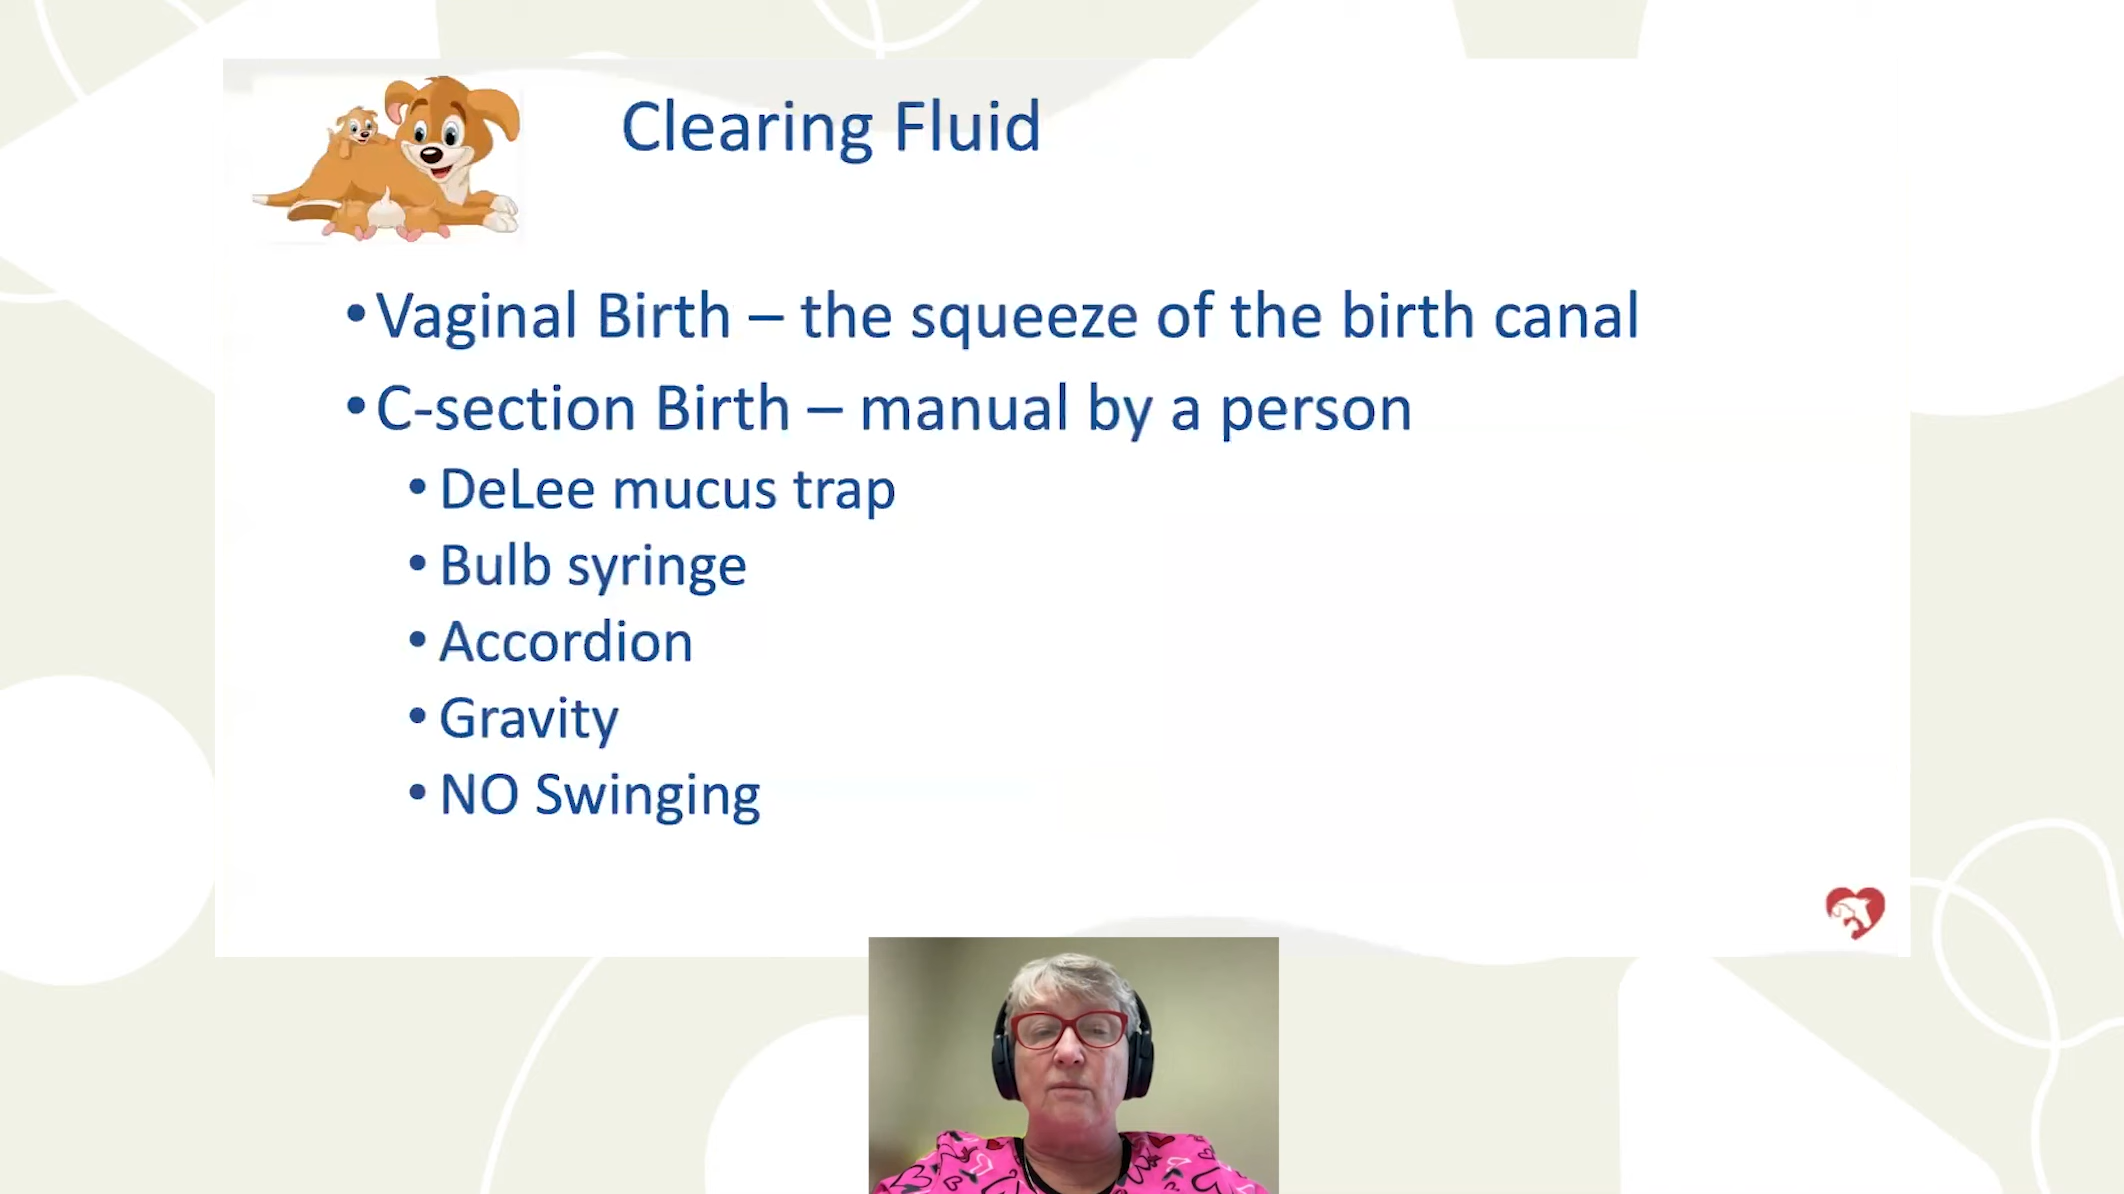 Clearing Fluid
•Vaginal Birth – the squeeze of the birth canal
•C-section Birth – manual by a person
•DeLee mucus trap
•Bulb syringe
•Accordion
•Gravity
•NO Swinging